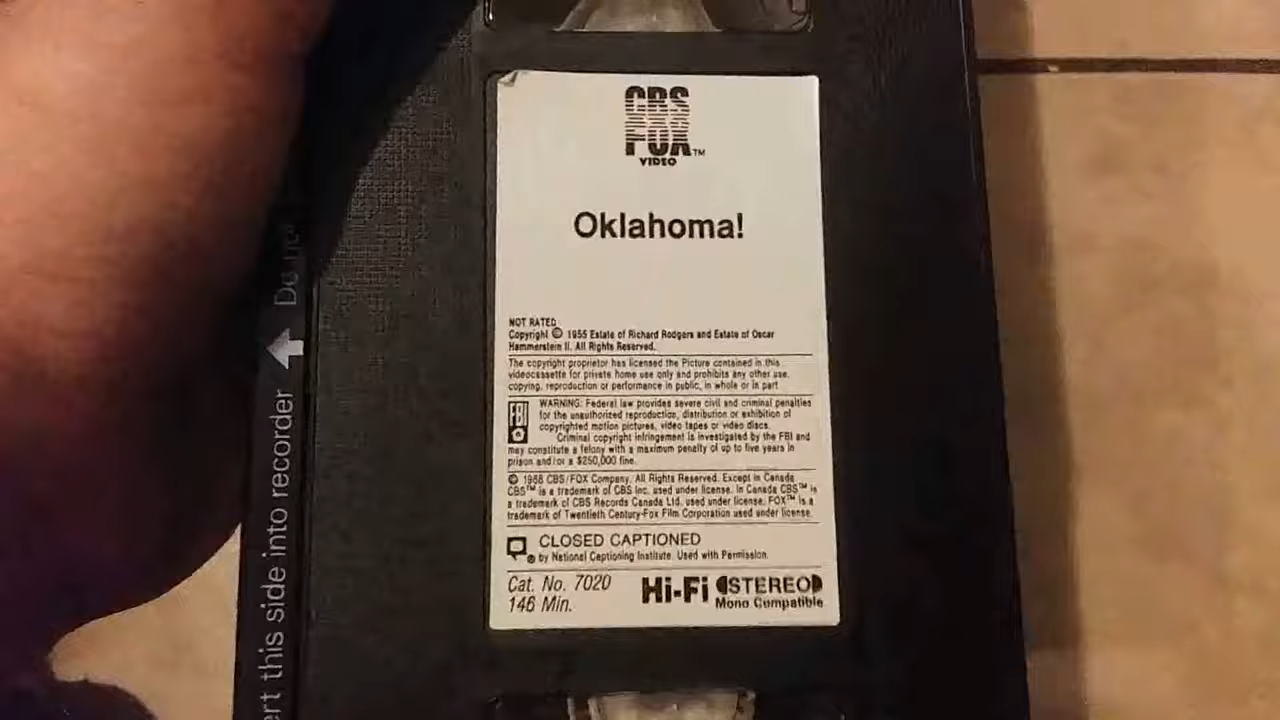 CBS
FOX™
VIDEO
Oklahoma!
NOT RATED
Copyright © 1955 Estate of Richard Rodgers and Estate of Oscar
Hammerstein II. All Rights Reserved.
The copyright proprietor has licensed the Picture contained in this
videocassette for private home use only and prohibits any other use,
copying, reproduction or performance in public, in whole or in part
FBI
WARNING: Federal law provides severe civil and criminal penalties
for the unauthorized reproduction, distribution or exhibition of
copyrighted motion pictures, video tapes or video discs.
Criminal copyright infringement is investigated by the FBI and
may constitute a felony with a maximum penalty of up to five years in
prison and/or a $250,000 fine.
© 1988 CBS/FOX Company. All Rights Reserved. Except in Canada
CBS™ is a trademark of CBS Inc. used under license. In Canada CBS™ is
a trademark of CBS Records Canada Ltd. used under license. FOX™ is a
trademark of Twentieth Century-Fox Film Corporation used under license.
CLOSED CAPTIONED
® by National Captioning Institute. Used with Permission.
Cat. No. 7020
146 Min.
Hi-Fi STEREO
Mono Compatible
ert this side into recorder Do not